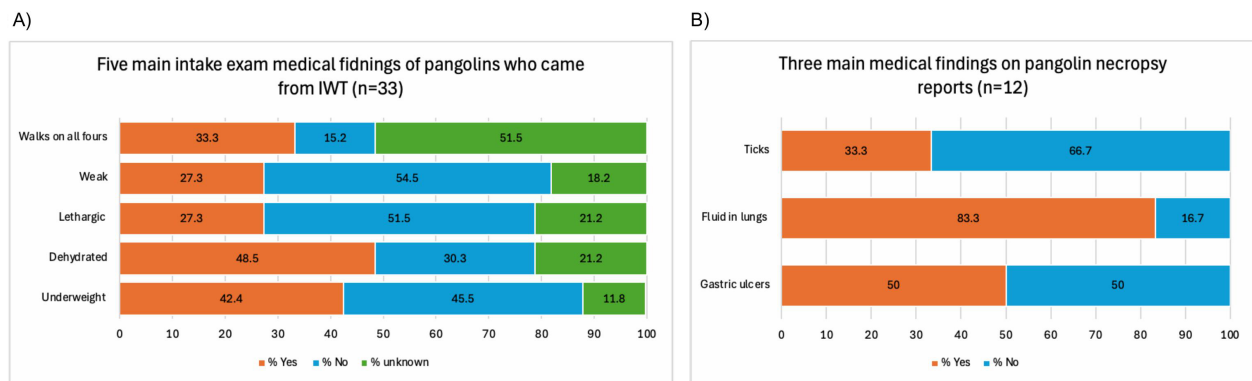 A)
Five main intake exam medical fidnings of pangolins who came
from IWT (n=33)
Walks on all fours 33.3 15.2 51.5
Weak 27.3 54.5 18.2
Lethargic 27.3 51.5 21.2
Dehydrated 48.5 30.3 21.2
Underweight 42.4 45.5 11.8
0 10 20 30 40 50 60 70 80 90 100
% Yes % No % unknown
B)
Three main medical findings on pangolin necropsy
reports (n=12)
Ticks 33.3 66.7
Fluid in lungs 83.3 16.7
Gastric ulcers 50 50
0 10 20 30 40 50 60 70 80 90 100
% Yes % No